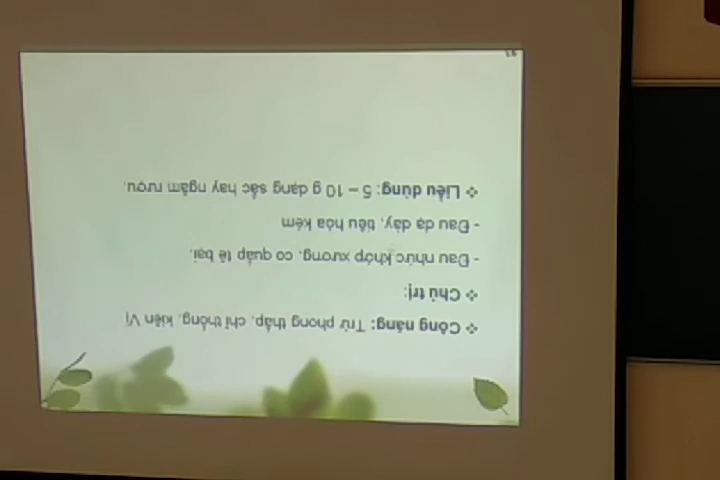 ❖ Công năng: Trừ phong thấp, chỉ thống, kiện Vị
❖ Chủ trị:
- Đau nhức khớp xương, co quắp tê bại.
- Đau dạ dày, tiêu hóa kém
❖ Liều dùng: 5 – 10 g dạng sắc hay ngâm rượu.